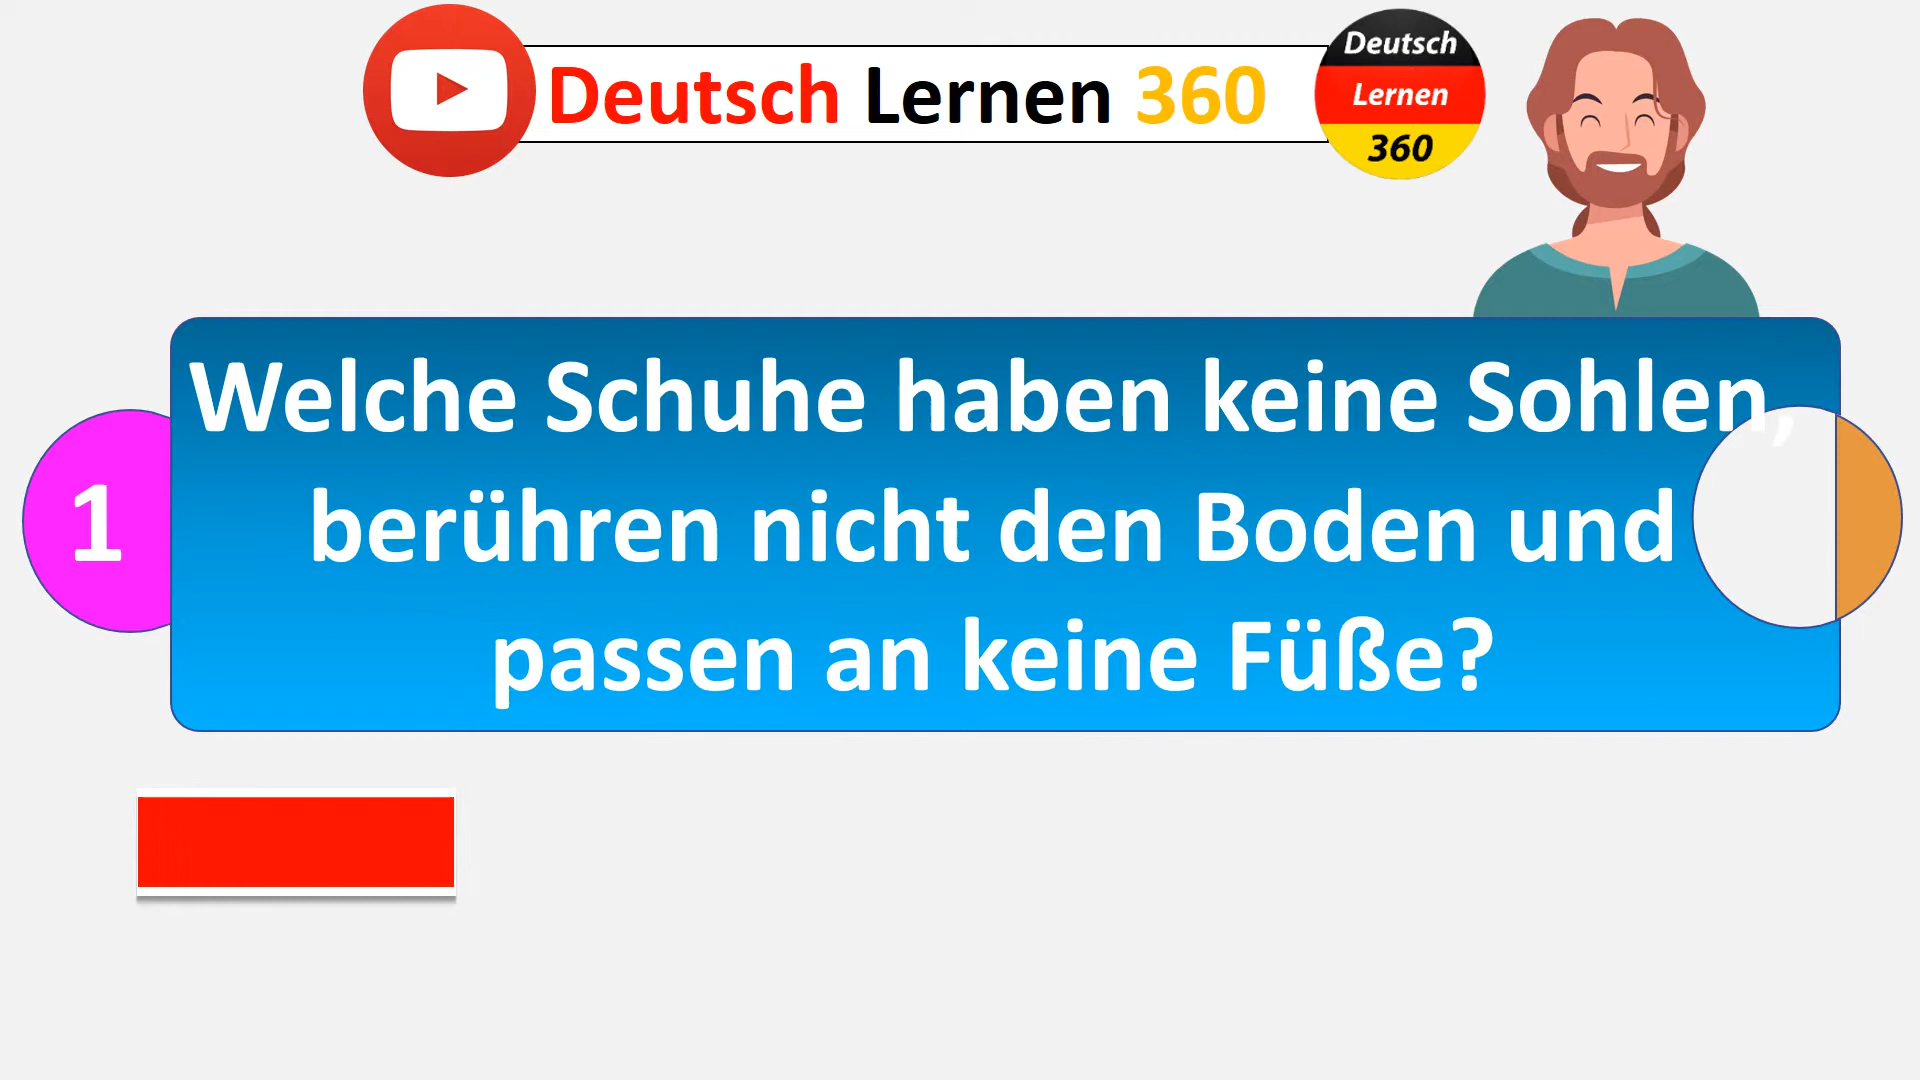 Deutsch Lernen 360
Deutsch
Lernen
360
Welche Schuhe haben keine Sohlen,
berühren nicht den Boden und
passen an keine Füße?
1